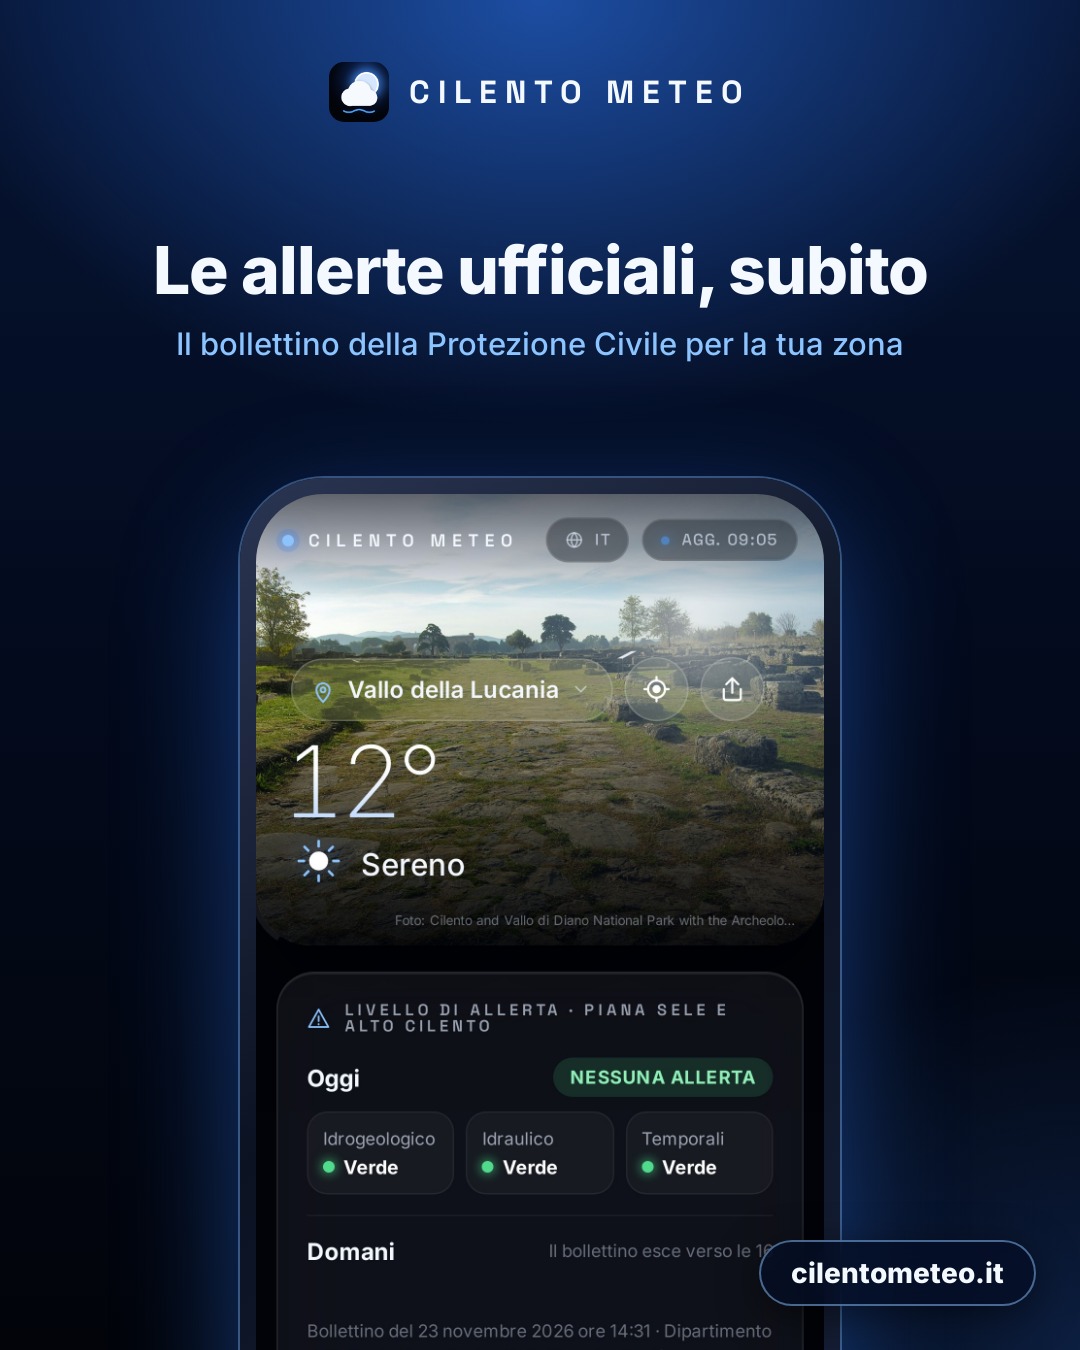 CILENTO METEO
Le allerte ufficiali, subito
Il bollettino della Protezione Civile per la tua zona
CILENTO METEO
IT
AGG. 09:05
Vallo della Lucania
12°
Sereno
Foto: Cilento and Vallo di Diano National Park with the Archeolo...
LIVELLO DI ALLERTA · PIANA SELE E
ALTO CILENTO
Oggi
NESSUNA ALLERTA
Idrogeologico
Verde
Idraulico
Verde
Temporali
Verde
Domani
Il bollettino esce verso le
cilentometeo.it
Bollettino del 23 novembre 2026 ore 14:31 · Dipartimento